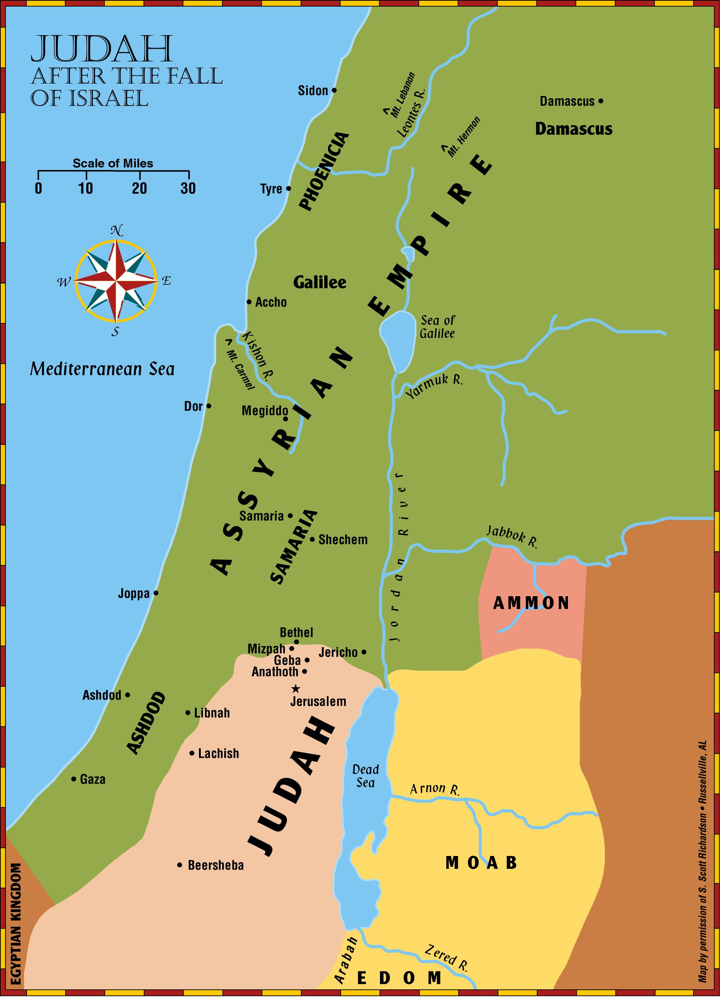 JUDAH
AFTER THE FALL
OF ISRAEL
Scale of Miles
0 10 20 30
N
W E
S
Sidon
Mt. Lebanon
Leontes R.
Mt. Hermon
Damascus
Damascus
PHOENICIA
Tyre
ASSYRIAN EMPIRE
Galilee
Accho
Sea of
Galilee
Kishon R.
Mt. Carmel
Mediterranean Sea
Yarmuk R.
Dor
Megiddo
Jordan River
Samaria
SAMARIA
Shechem
Jabbok R.
Joppa
AMMON
Bethel
Mizpah
Jericho
Geba
Anathoth
Jerusalem
Ashdod
ASHDOD
Libnah
Lachish
JUDAH
Gaza
Dead
Sea
Arnon R.
Beersheba
MOAB
EGYPTIAN KINGDOM
Arabah
Zered R.
EDOM
Map by permission of S. Scott Richardson • Russellville, AL